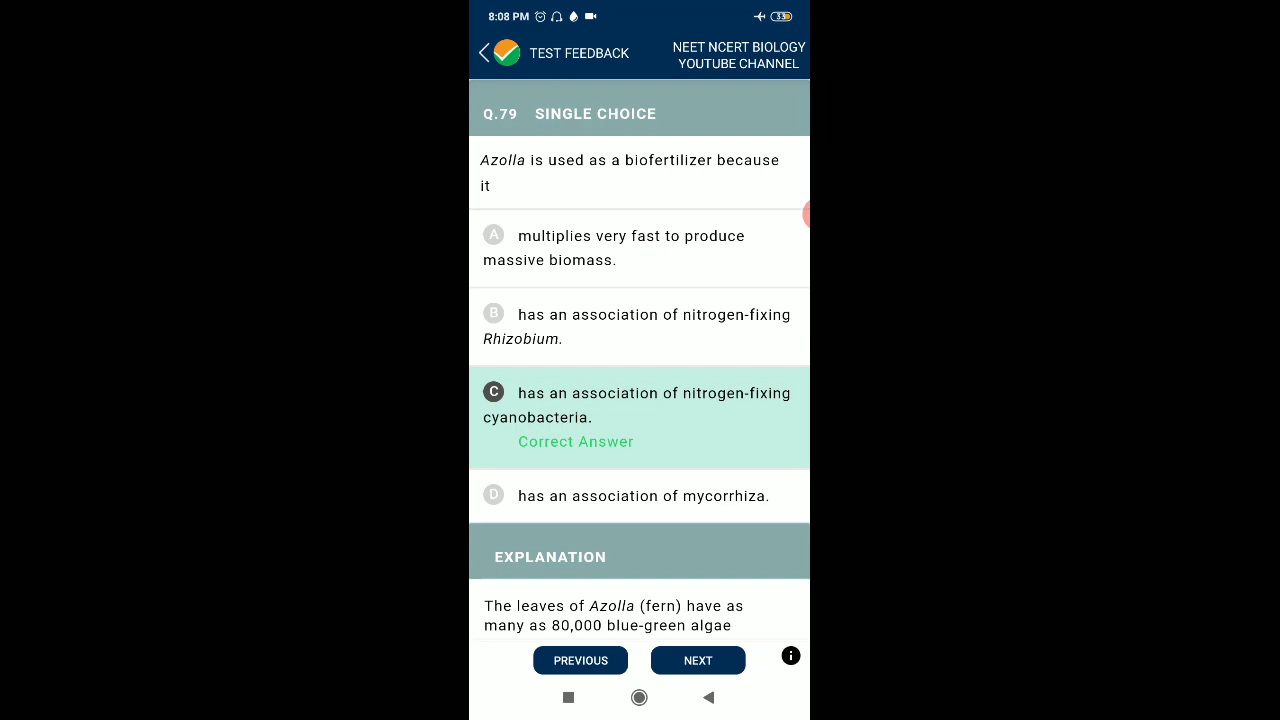 8:08 PM 33
TEST FEEDBACK
NEET NCERT BIOLOGY
YOUTUBE CHANNEL
Q.79 SINGLE CHOICE
Azolla is used as a biofertilizer because
it
A multiplies very fast to produce
massive biomass.
B has an association of nitrogen-fixing
Rhizobium.
C has an association of nitrogen-fixing
cyanobacteria.
Correct Answer
D has an association of mycorrhiza.
EXPLANATION
The leaves of Azolla (fern) have as
many as 80,000 blue-green algae
PREVIOUS NEXT i